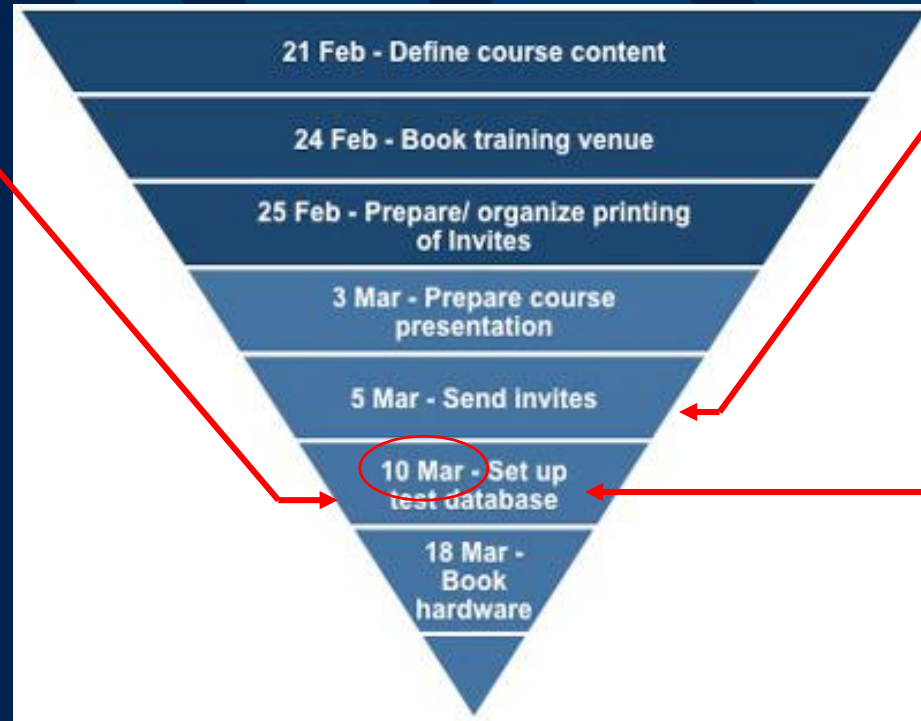 21 Feb - Define course content
24 Feb - Book training venue
25 Feb - Prepare/ organize printing
of Invites
3 Mar - Prepare course
presentation
5 Mar - Send invites
10 Mar - Set up
test database
18 Mar -
Book
hardware